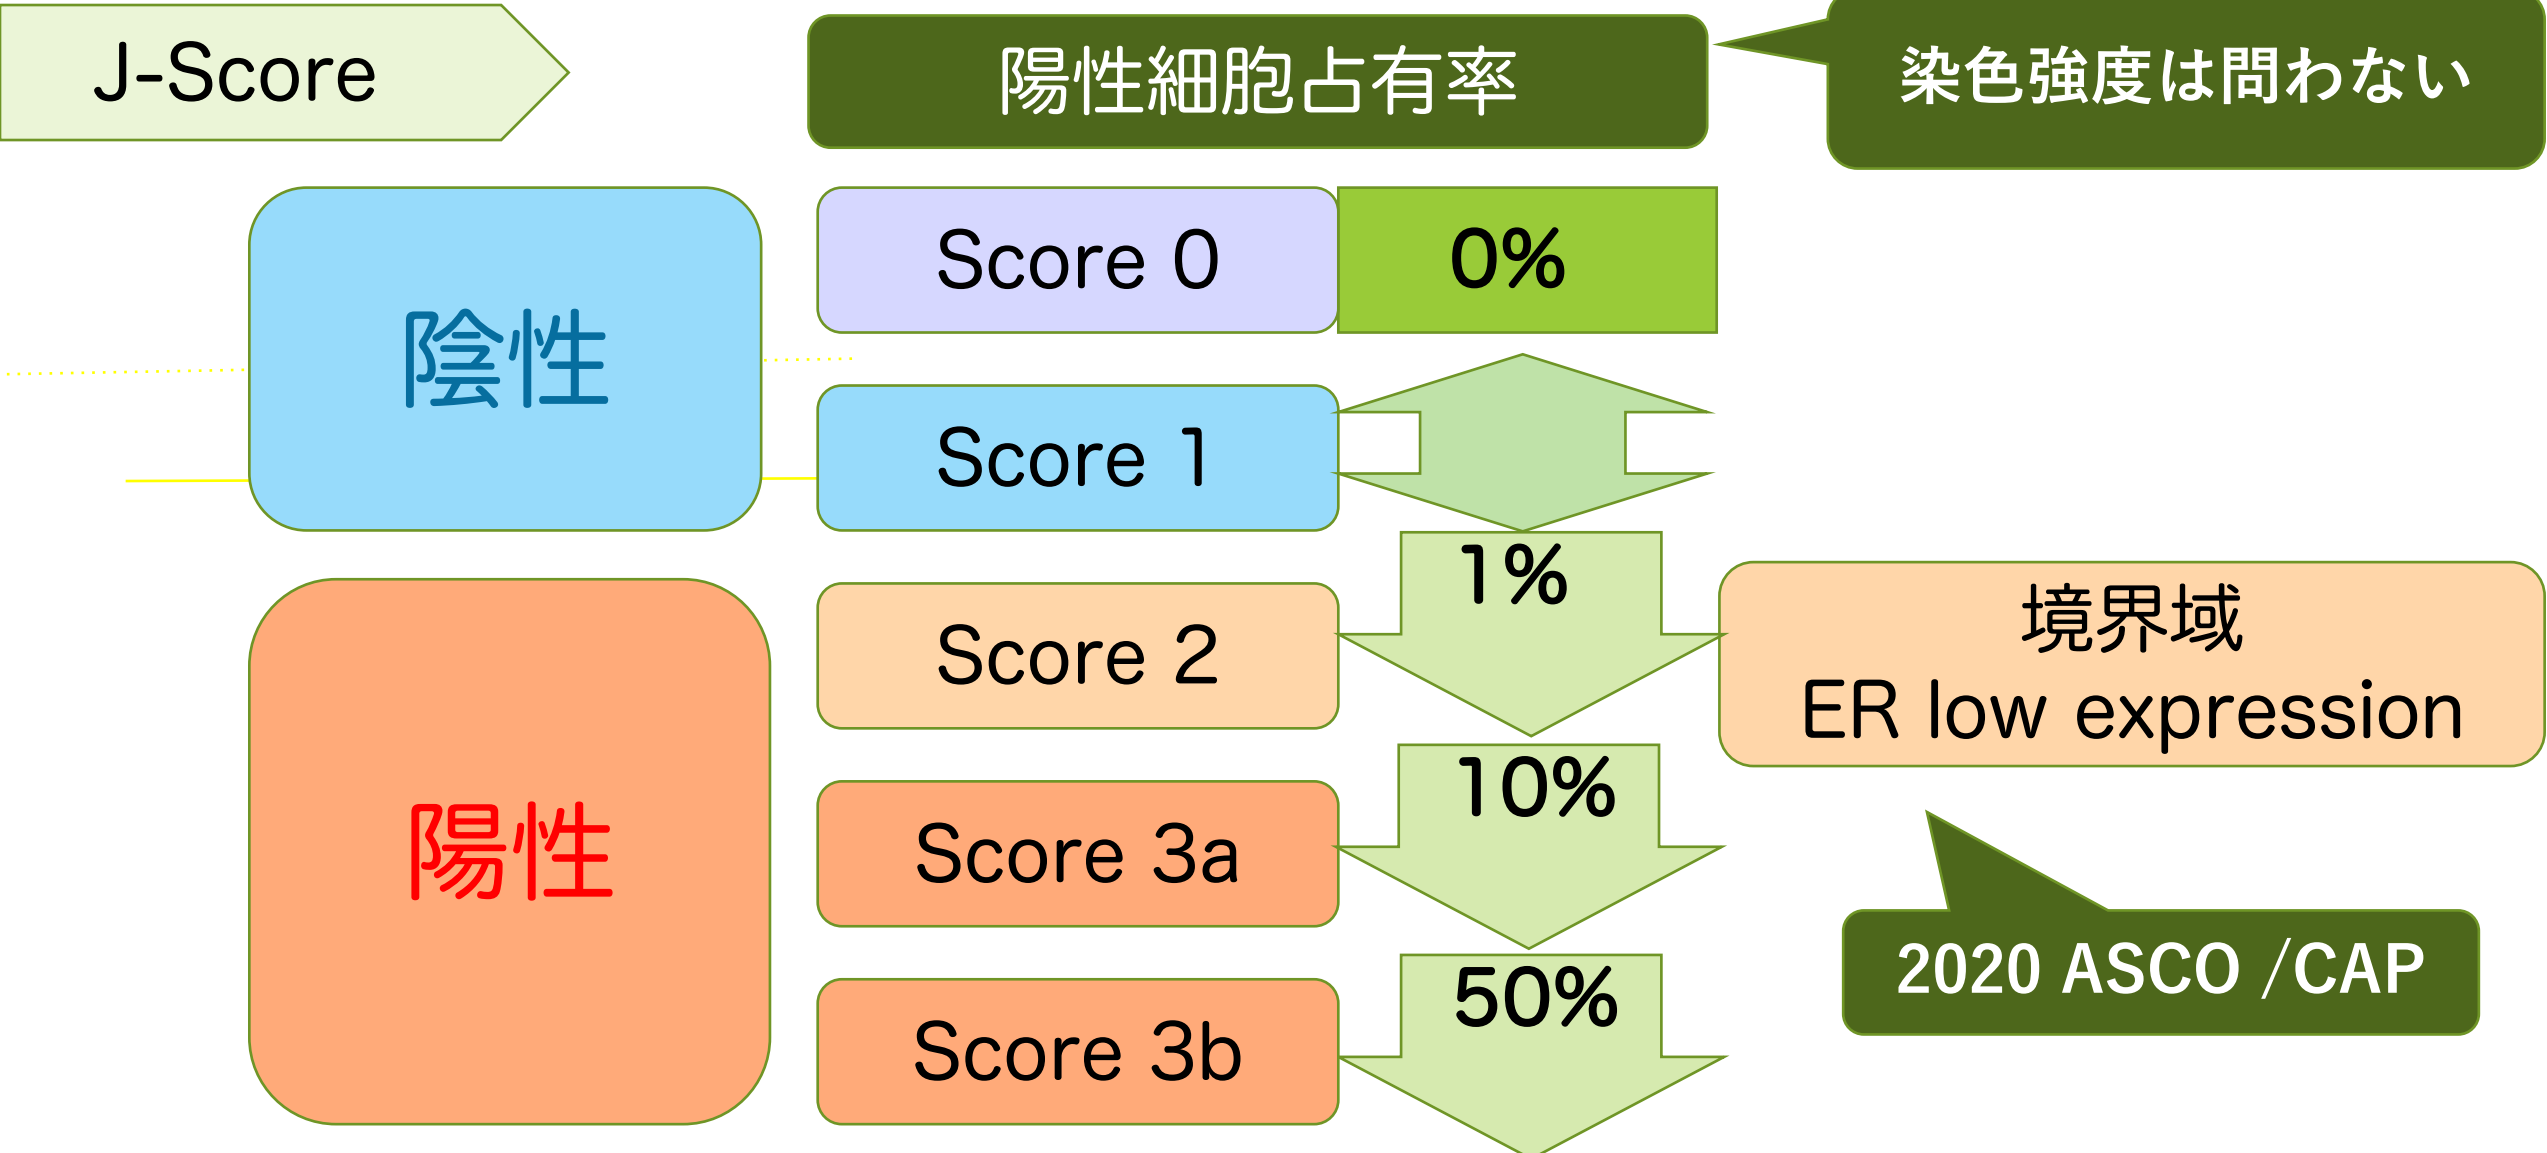 J-Score
陽性細胞占有率
染色強度は問わない
陰性
Score 0
0%
Score 1
1%
陽性
Score 2
境界域
ER low expression
10%
Score 3a
2020 ASCO /CAP
50%
Score 3b